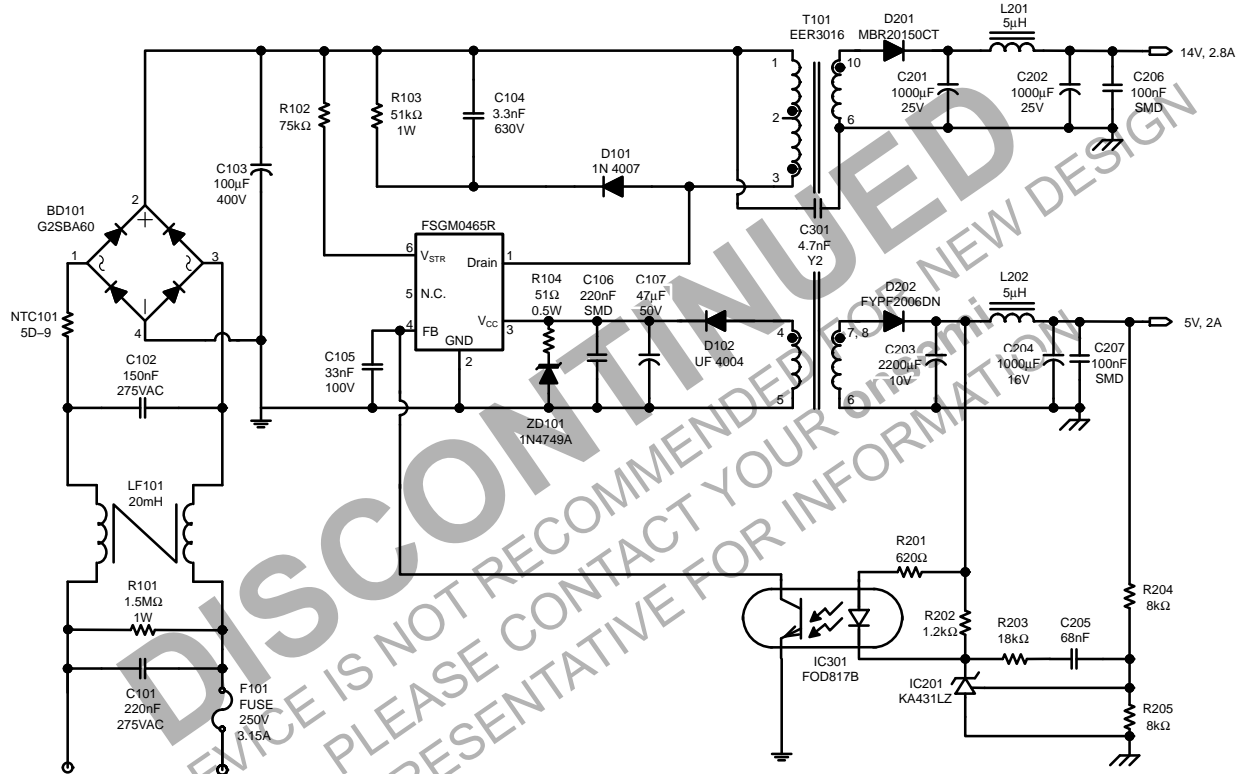 T101
EER3016
D201
MBR20150CT
L201
5μH
14V, 2.8A
1
2
3
10
6
C201
1000μF
25V
C202
1000μF
25V
C206
100nF
SMD
R102
75kΩ
R103
51kΩ
1W
C104
3.3nF
630V
D101
1N 4007
C103
100μF
400V
BD101
G2SBA60
2
1
3
4
C301
4.7nF
Y2
FSGM0465R
6
VSTR
Drain
1
5
N.C.
4
FB
VCC
3
GND
2
R104
51Ω
0.5W
C106
220nF
SMD
C107
47μF
50V
D102
UF 4004
4
5
D202
FYPF2006DN
L202
5μH
5V, 2A
7, 8
6
C203
2200μF
10V
C204
1000μF
16V
C207
100nF
SMD
NTC101
5D–9
C102
150nF
275VAC
C105
33nF
100V
ZD101
1N4749A
LF101
20mH
R101
1.5MΩ
1W
C101
220nF
275VAC
F101
FUSE
250V
3.15A
R201
620Ω
R202
1.2kΩ
R203
18kΩ
C205
68nF
R204
8kΩ
IC301
FOD817B
IC201
KA431LZ
R205
8kΩ
DISCONTINUED
EVICE IS NOT RECOMMENDED FOR NEW DESIGN
PLEASE CONTACT YOUR onsemi
RESENTATIVE FOR INFORMATION